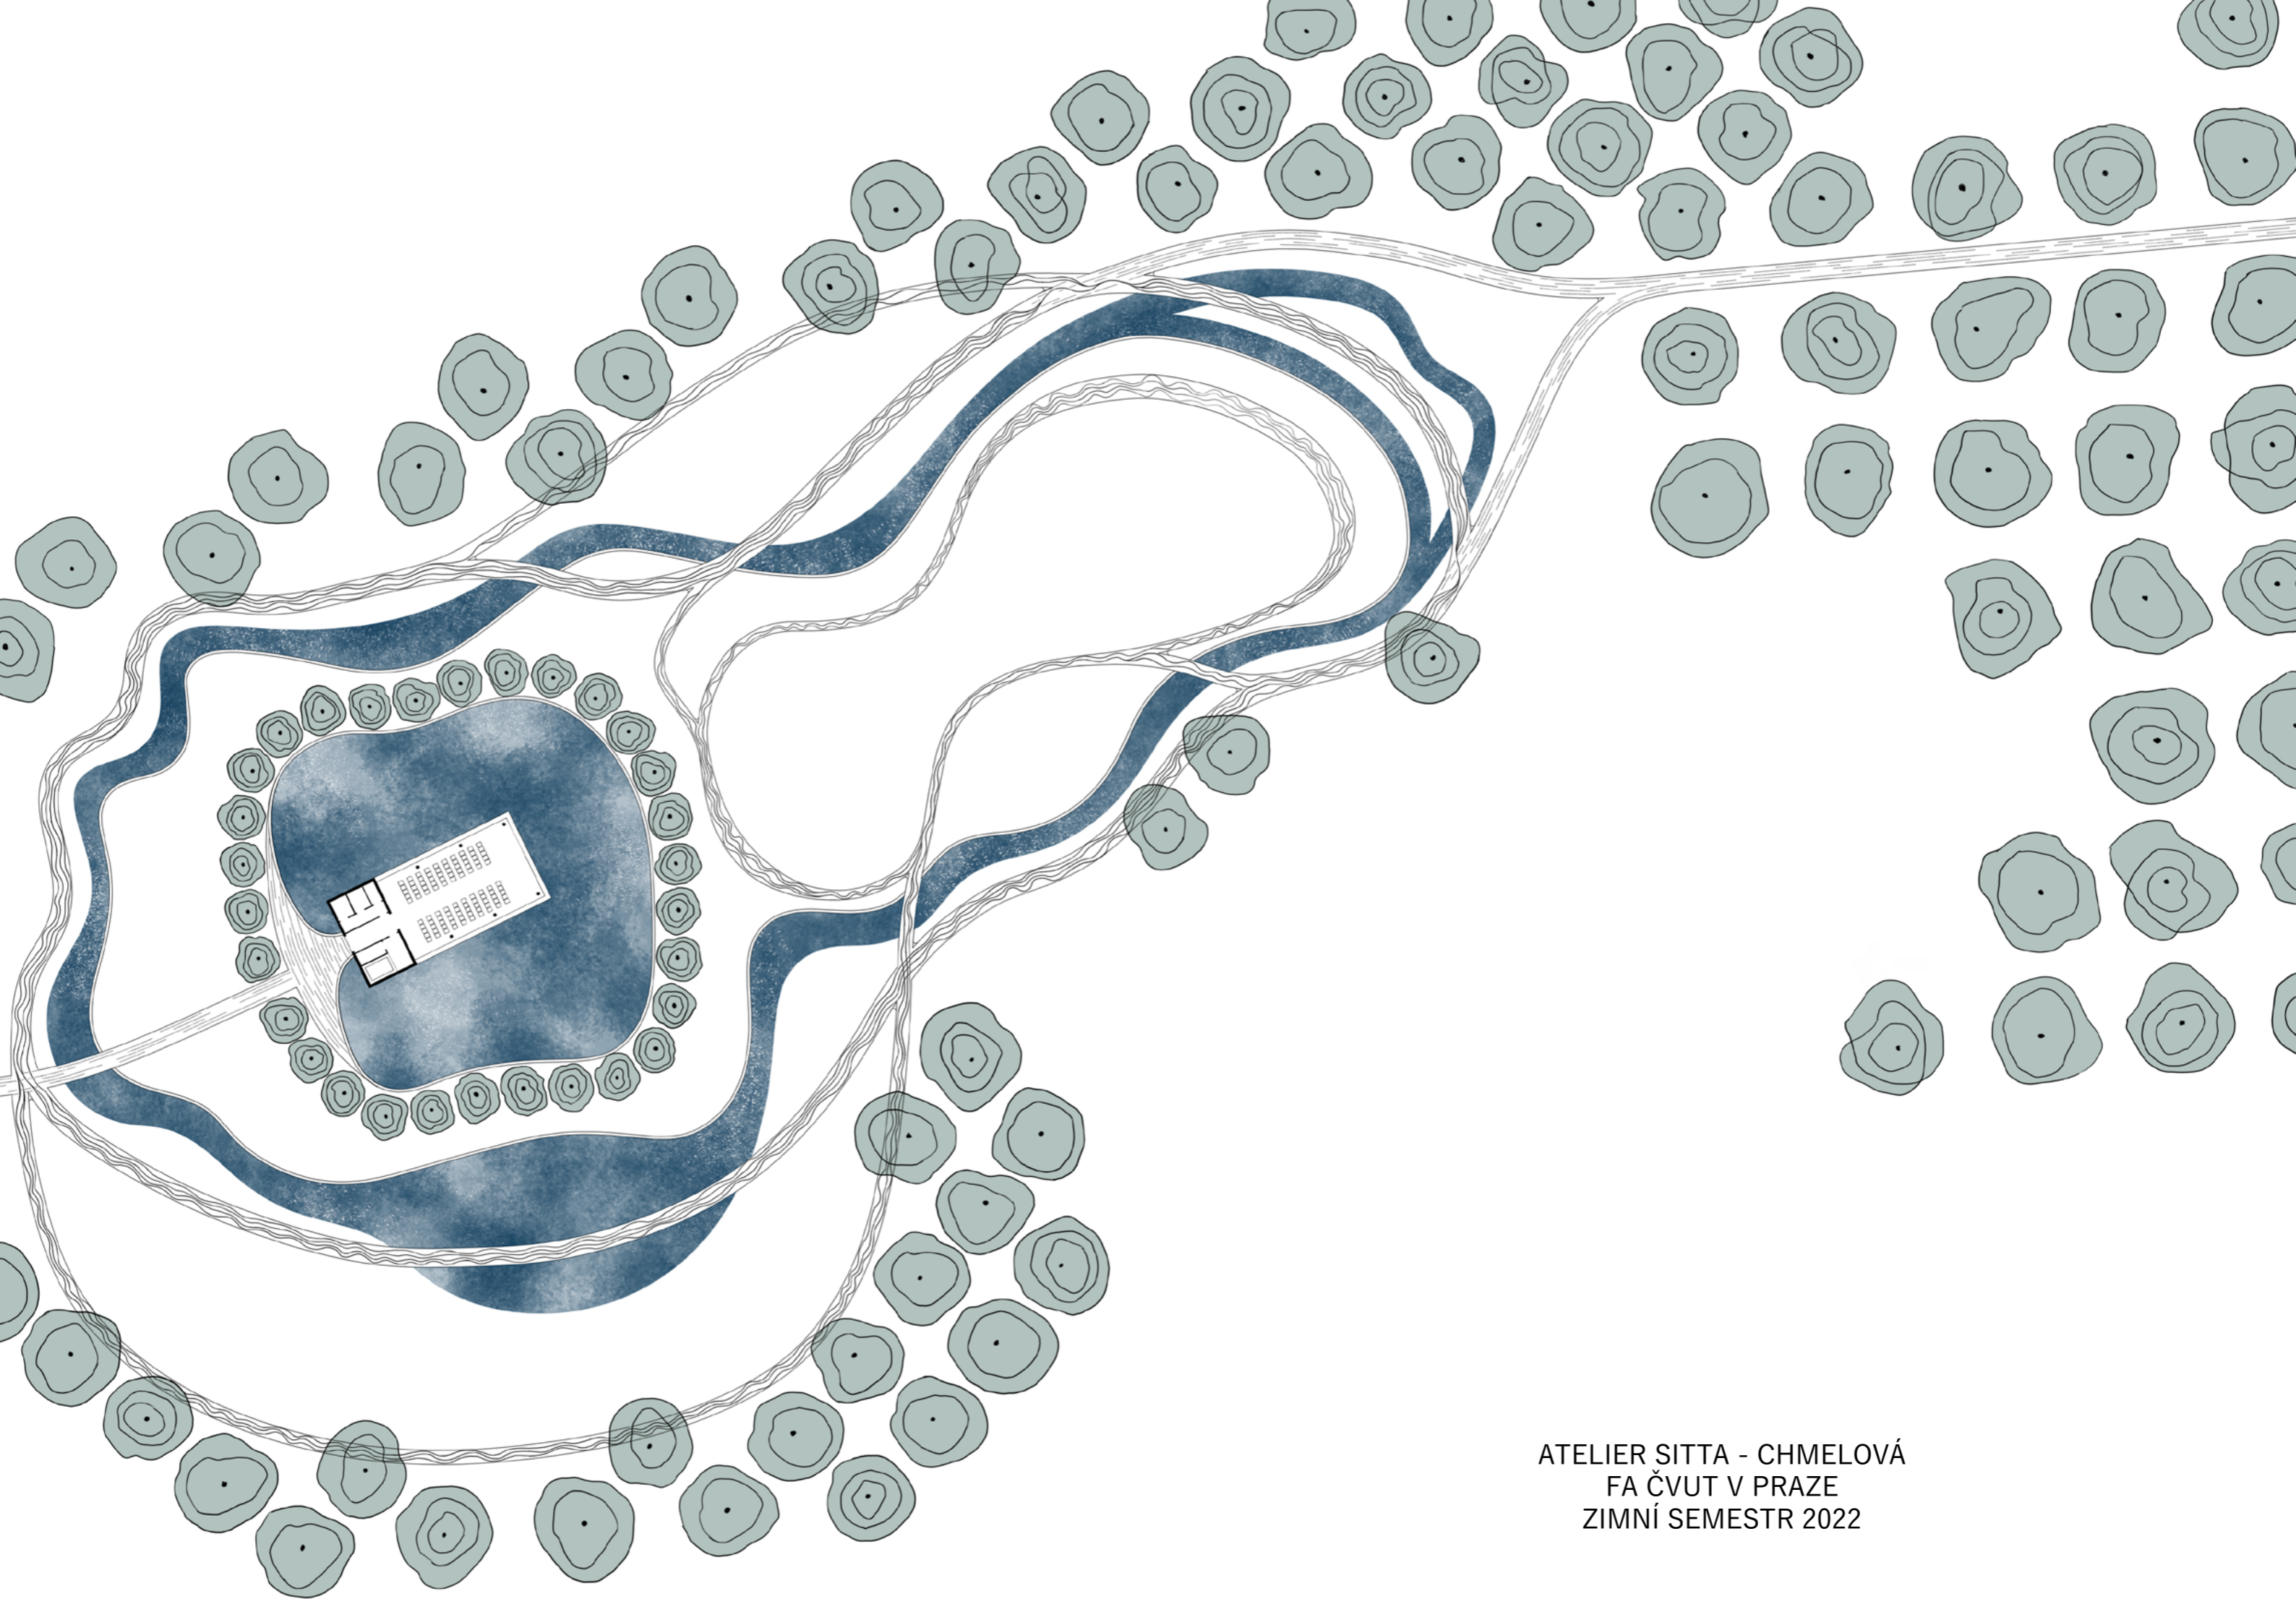 ATELIER SITTA - CHMELOVÁ
FA ČVUT V PRAZE
ZIMNÍ SEMESTR 2022